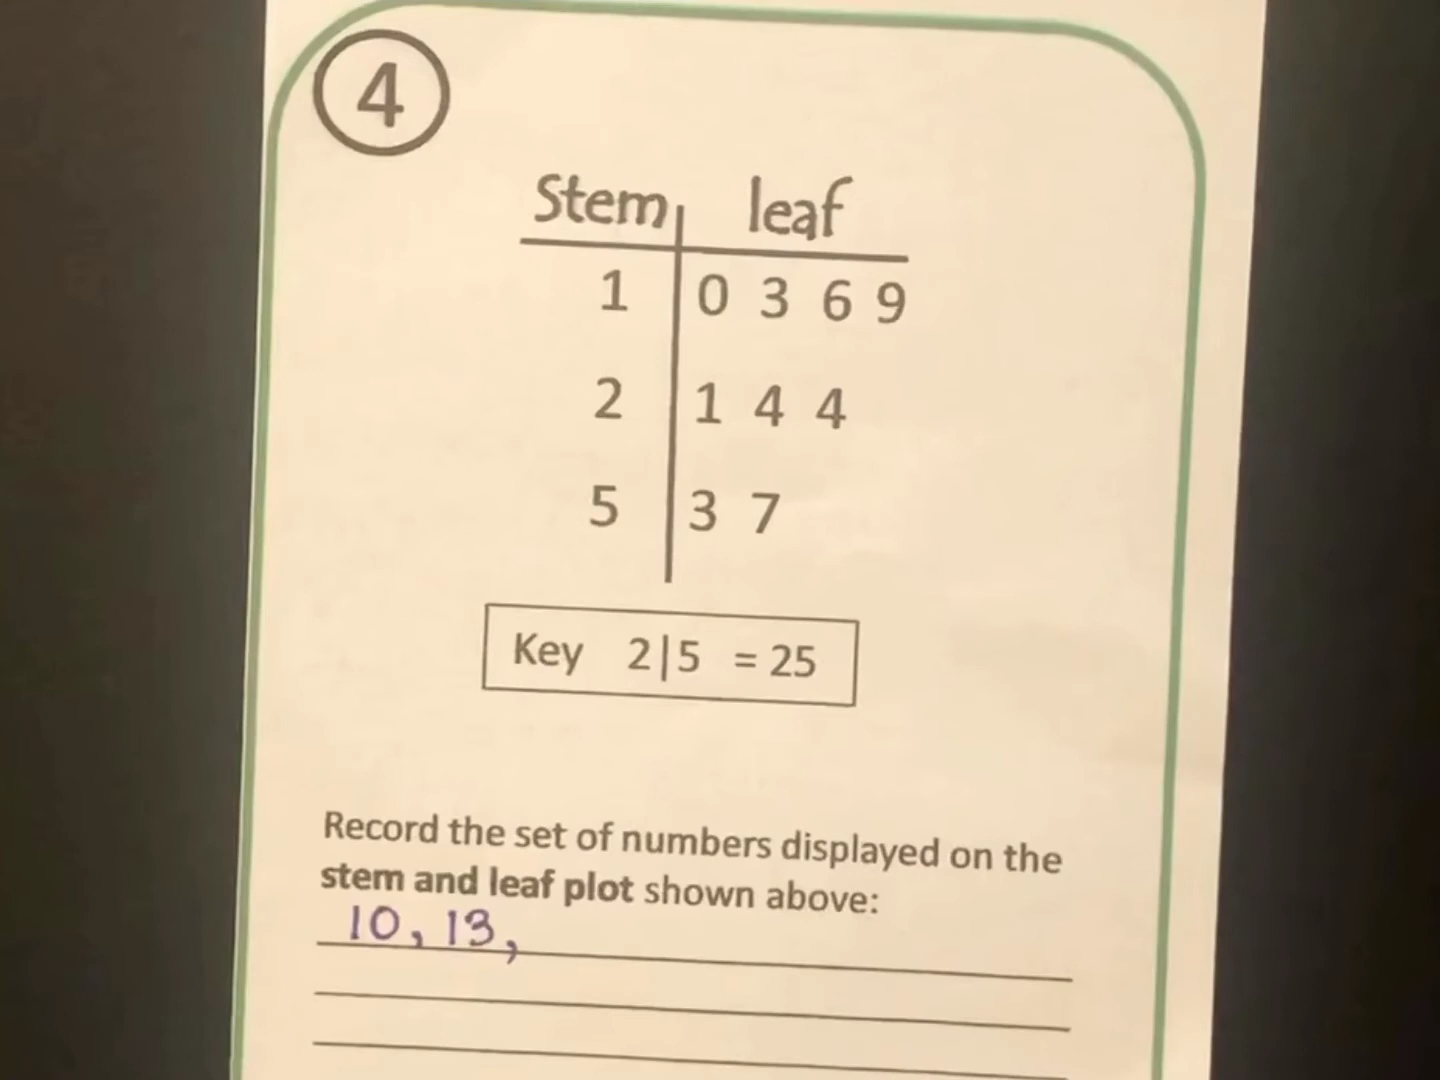 4
Stem leaf
1 0 3 6 9
2 1 4 4
5 3 7
Key 2|5 = 25
Record the set of numbers displayed on the
stem and leaf plot shown above:
10, 13,